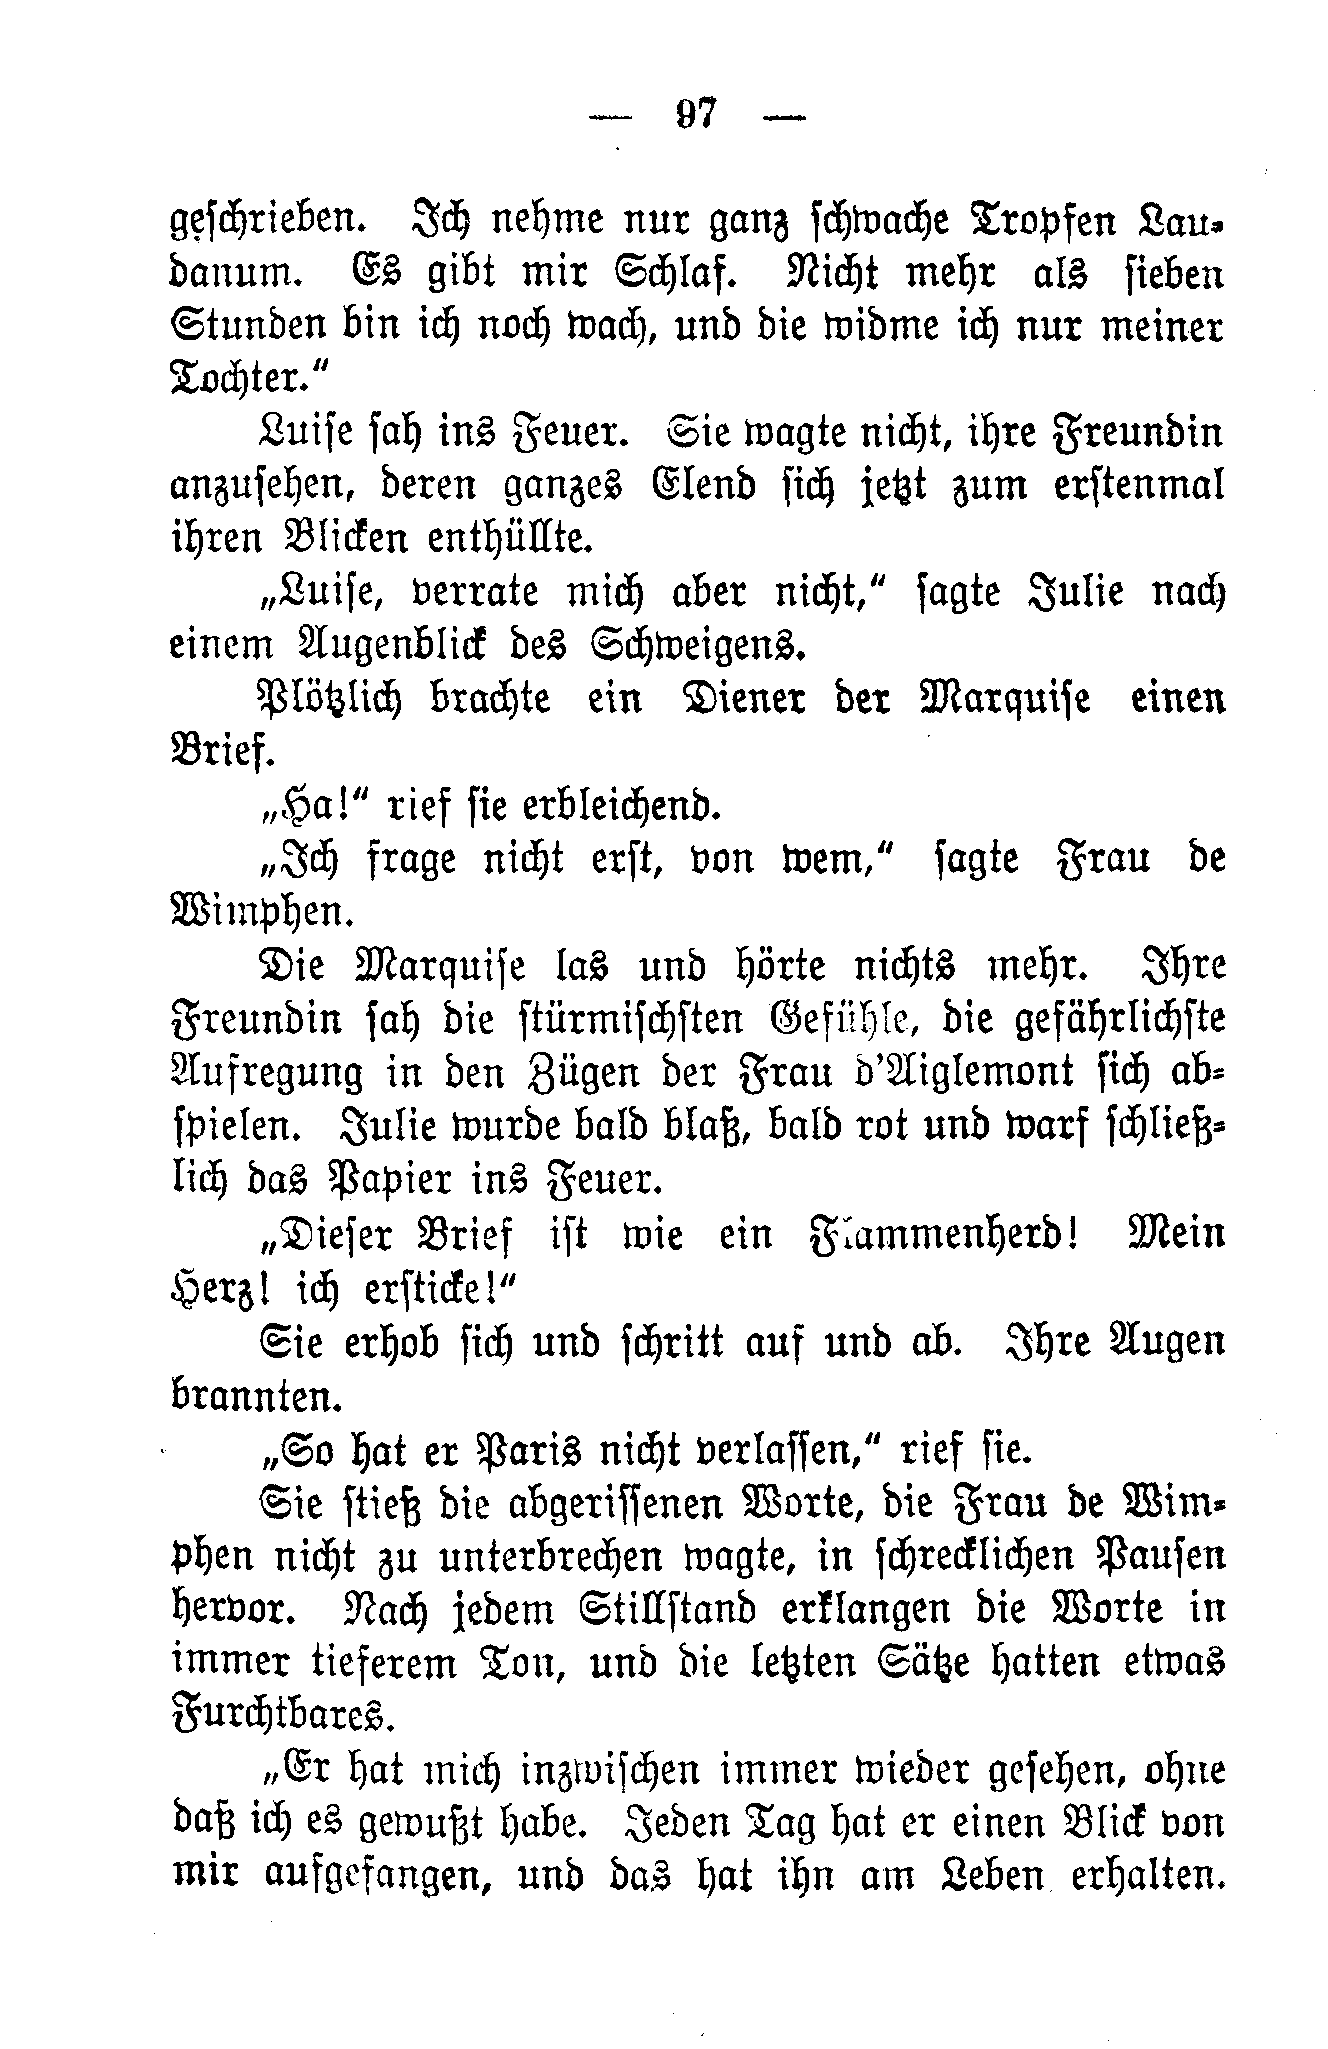 — 97 —
geschrieben. Ich nehme nur ganz schwache Tropfen Lau-
danum. Es gibt mir Schlaf. Nicht mehr als sieben
Stunden bin ich noch wach, und die widme ich nur meiner
Tochter.“
Luise sah ins Feuer. Sie wagte nicht, ihre Freundin
anzusehen, deren ganzes Elend sich jetzt zum erstenmal
ihren Blicken enthüllte.
„Luise, verrate mich aber nicht,“ sagte Julie nach
einem Augenblick des Schweigens.
Plötzlich brachte ein Diener der Marquise einen
Brief.
„Ha!“ rief sie erbleichend.
„Ich frage nicht erst, von wem,“ sagte Frau de
Wimphen.
Die Marquise las und hörte nichts mehr. Ihre
Freundin sah die stürmischsten Gefühle, die gefährlichste
Aufregung in den Zügen der Frau d'Aiglemont sich ab-
spielen. Julie wurde bald blaß, bald rot und warf schließ-
lich das Papier ins Feuer.
„Dieser Brief ist wie ein Flammenherd! Mein
Herz! ich ersticke!“
Sie erhob sich und schritt auf und ab. Ihre Augen
brannten.
„So hat er Paris nicht verlassen,“ rief sie.
Sie stieß die abgerissenen Worte, die Frau de Wim-
phen nicht zu unterbrechen wagte, in schrecklichen Pausen
hervor. Nach jedem Stillstand erklangen die Worte in
immer tieferem Ton, und die letzten Sätze hatten etwas
Furchtbares.
„Er hat mich inzwischen immer wieder gesehen, ohne
daß ich es gewußt habe. Jeden Tag hat er einen Blick von
mir aufgefangen, und das hat ihn am Leben erhalten.